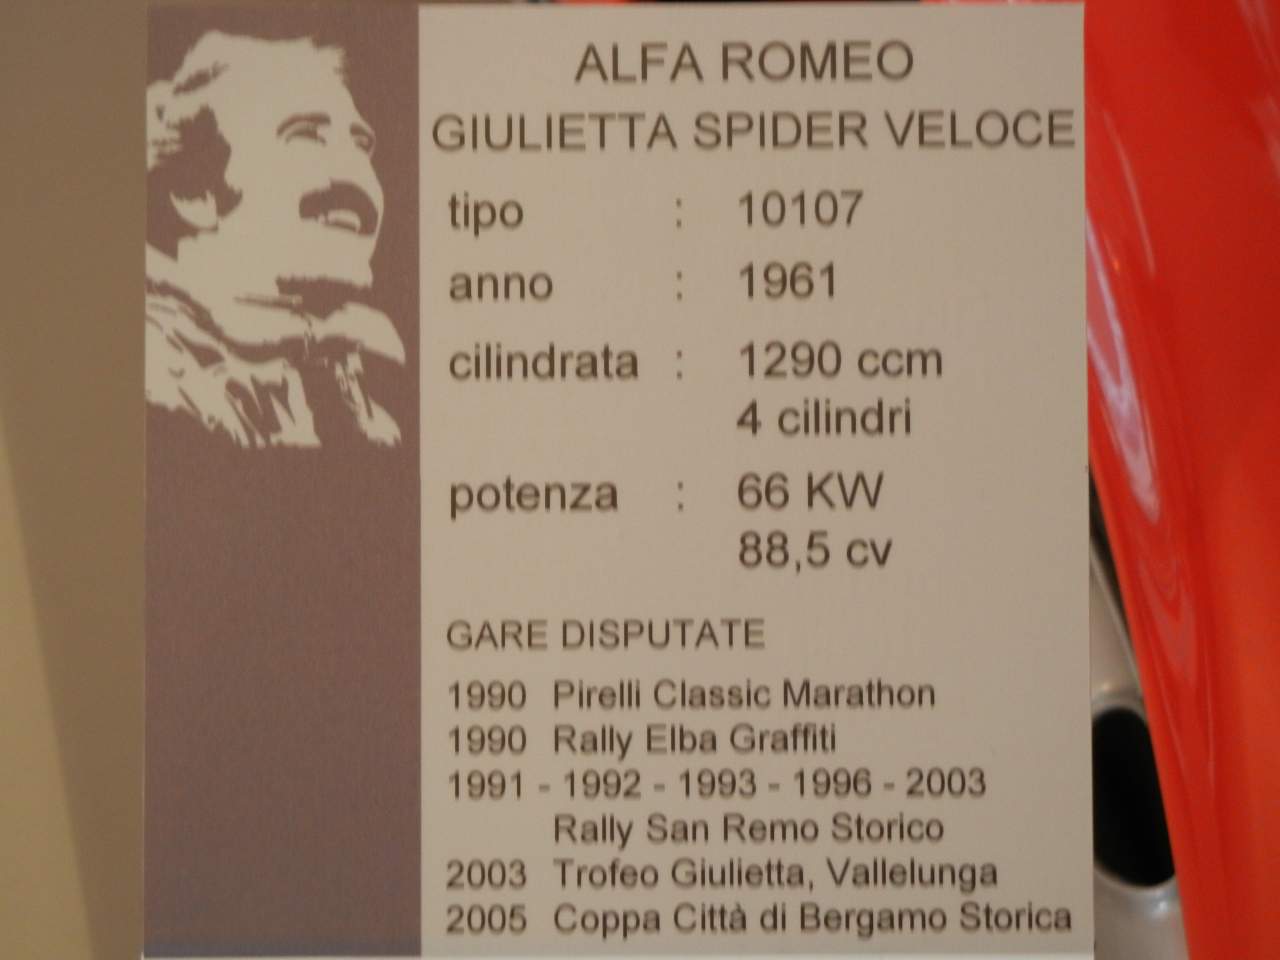 ALFA ROMEO
GIULIETTA SPIDER VELOCE
tipo : 10107
anno : 1961
cilindrata : 1290 ccm
4 cilindri
potenza : 66 KW
88,5 cv
GARE DISPUTATE
1990 Pirelli Classic Marathon
1990 Rally Elba Graffiti
1991 - 1992 - 1993 - 1996 - 2003
Rally San Remo Storico
2003 Trofeo Giulietta, Vallelunga
2005 Coppa Città di Bergamo Storica